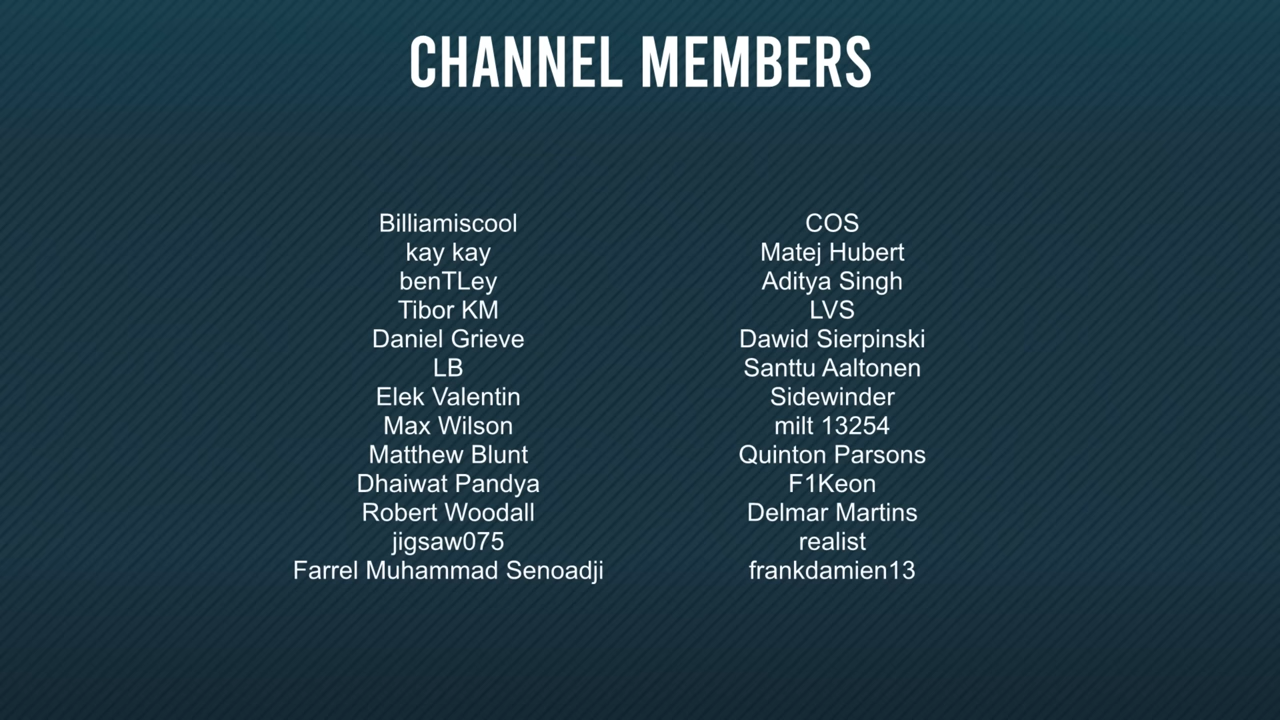 CHANNEL MEMBERS
Billiamiscool
kay kay
benTLey
Tibor KM
Daniel Grieve
LB
Elek Valentin
Max Wilson
Matthew Blunt
Dhaiwat Pandya
Robert Woodall
jigsaw075
Farrel Muhammad Senoadji
COS
Matej Hubert
Aditya Singh
LVS
Dawid Sierpinski
Santtu Aaltonen
Sidewinder
milt 13254
Quinton Parsons
F1Keon
Delmar Martins
realist
frankdamien13